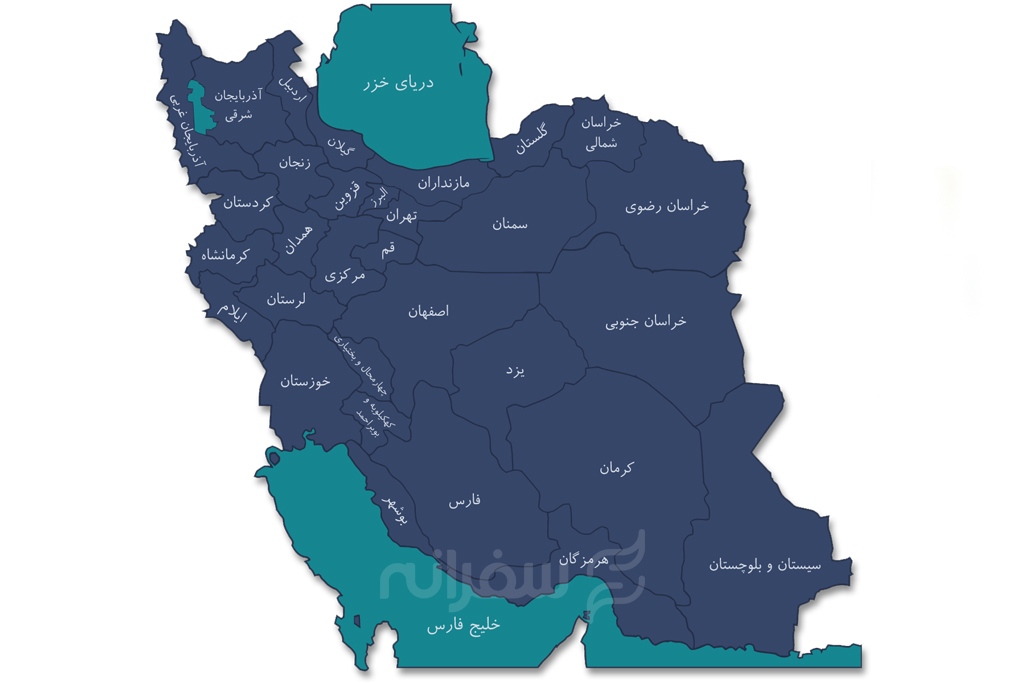 دریای خزر
اردبیل
آذربایجان
شرقی
آذربایجان غربی
گیلان
زنجان
گلستان
خراسان
شمالی
مازندران
قزوین
البرز
تهران
کردستان
خراسان رضوی
سمنان
همدان
قم
کرمانشاه
مرکزی
لرستان
ایلام
اصفهان
خراسان جنوبی
چهارمحال و بختیاری
یزد
خوزستان
کهکیلویه و
بویراحمد
کرمان
فارس
بوشهر
هرمزگان
سیستان و بلوچستان
سفرانه
خلیج فارس